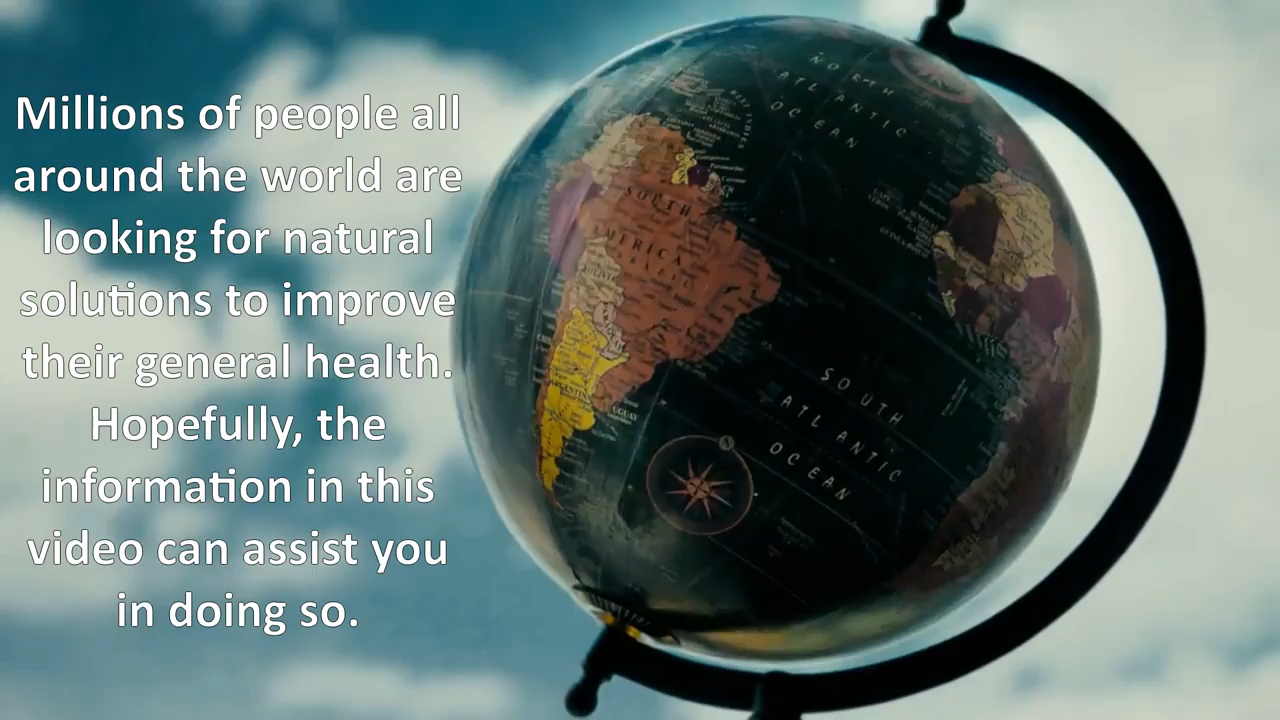 Millions of people all
around the world are
looking for natural
solutions to improve
their general health.
Hopefully, the
information in this
video can assist you
in doing so.
NORTH
ATLANTIC
OCEAN
SOUTH
AMERICA
SOUTH
ATLANTIC
OCEAN
ARGENTINA